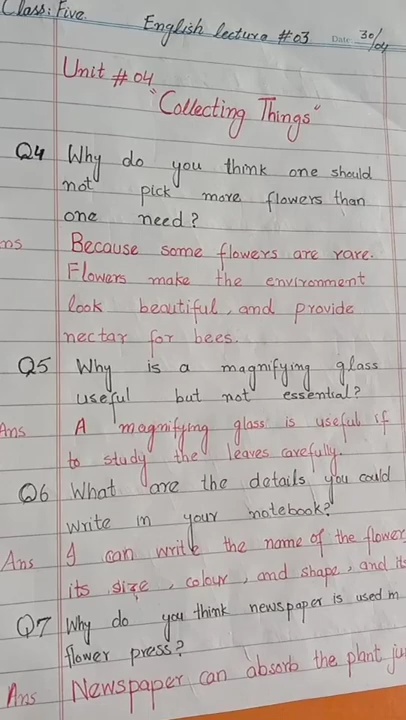 Class: Five.
English lecture #03 Date: 30/04
Unit # 04
"Collecting Things"
Q4 Why do you think one should
not pick more flowers than
one need?
Because some flowers are rare.
Flowers make the environment
look beautiful, and provide
nectar for bees.
Q5 Why is a magnifying glass
useful but not essential?
Ans A magnifying glass is useful if
to study the leaves carefully.
Q6 What are the details you could
write in your notebook?
Ans I can write the name of the flower
its size, colour, and shape, and
Q7 Why do you think newspaper is used in
flower press?
Ans Newspaper can absorb the plant